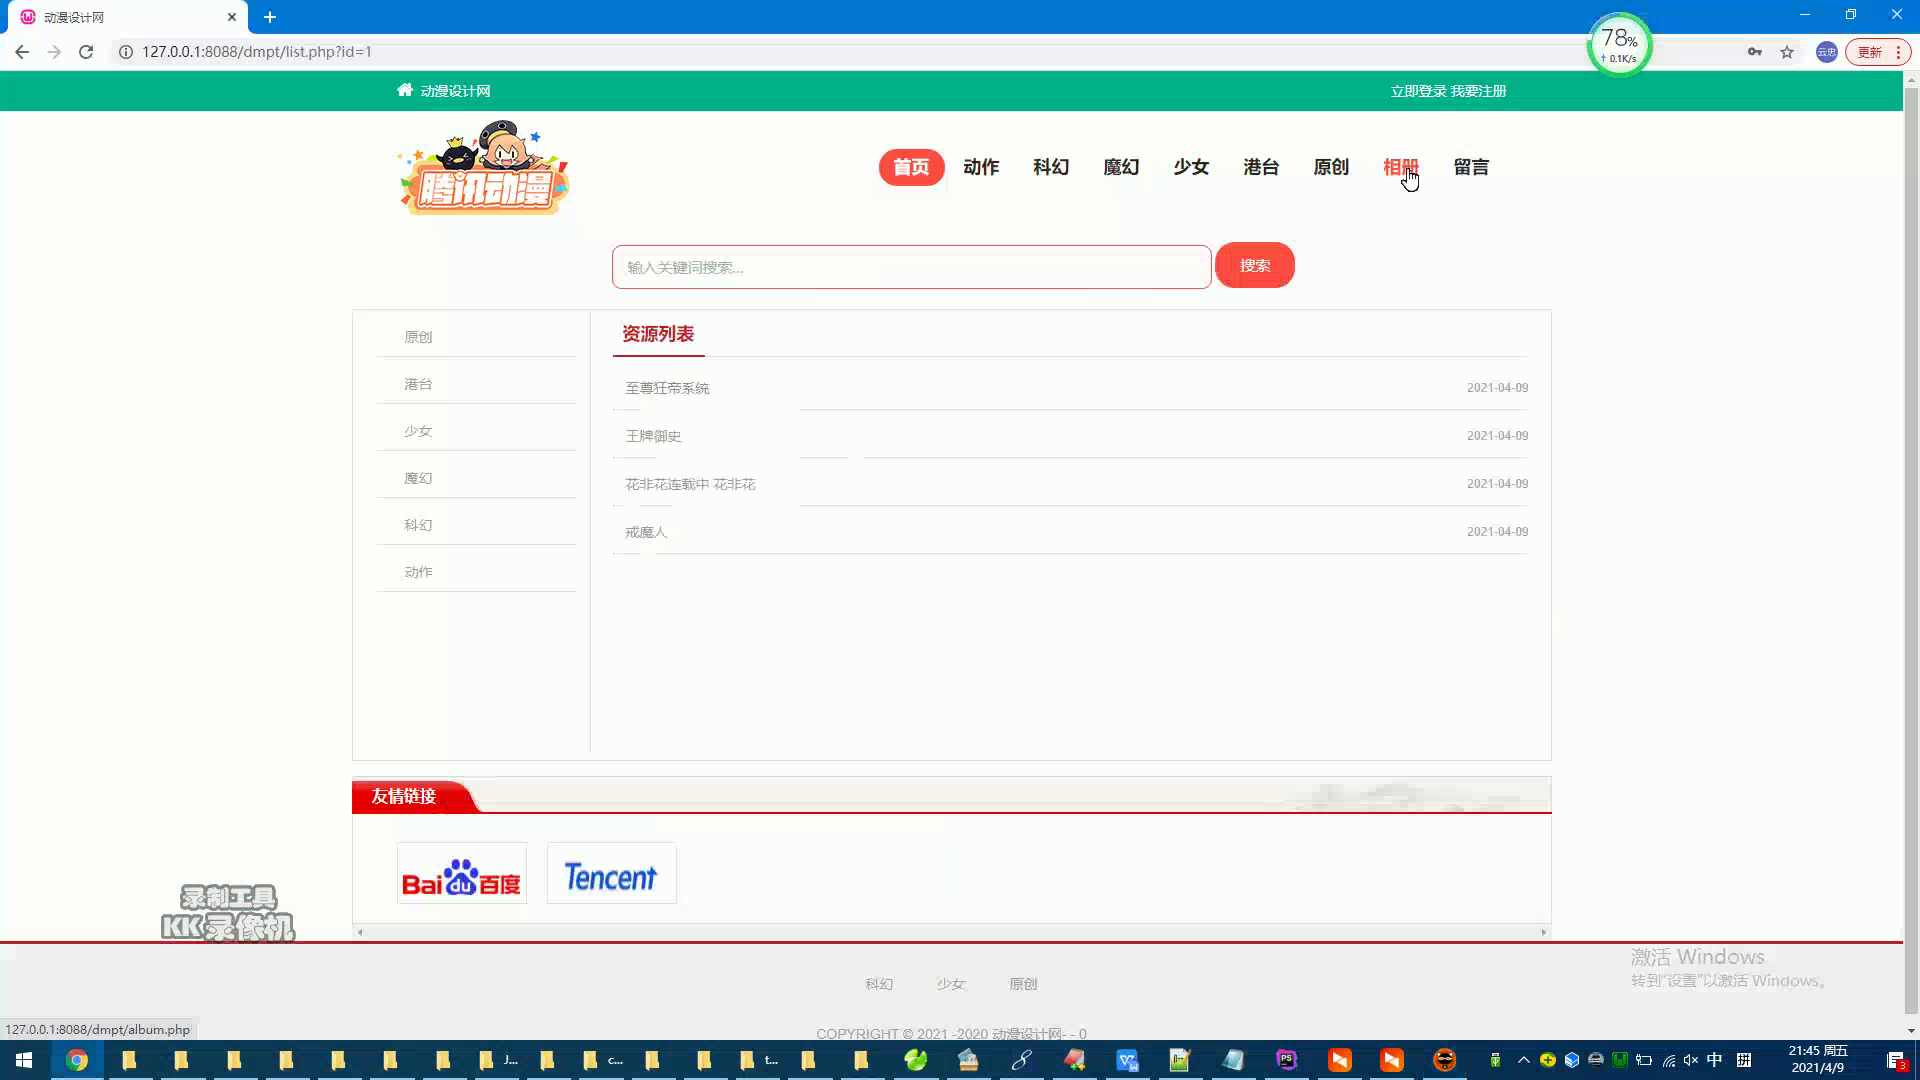 动漫设计网
127.0.0.1:8088/dmpt/list.php?id=1
78%
↑ 0.1K/s
云忠
更新
动漫设计网
立即登录 我要注册
腾讯动漫
首页 动作 科幻 魔幻 少女 港台 原创 相册 留言
输入关键词搜索...
搜索
原创
港台
少女
魔幻
科幻
动作
资源列表
至尊狂帝系统 2021-04-09
王牌御史 2021-04-09
花非花连载中 花非花 2021-04-09
戒魔人 2021-04-09
友情链接
Bai du 百度
Tencent
录制工具
KK录像机
激活 Windows
转到“设置”以激活 Windows。
科幻 少女 原创
127.0.0.1:8088/dmpt/album.php
COPYRIGHT © 2021 -2020 动漫设计网- - 0
J... c... t...
中
21:45 周五
2021/4/9
3